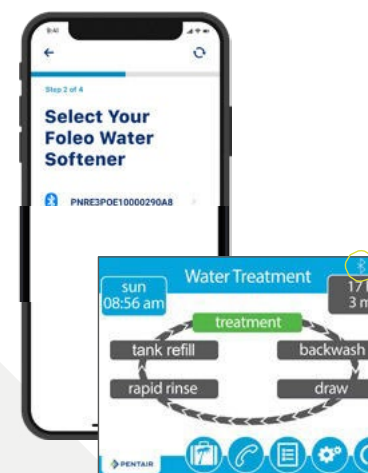 9:41
Step 2 of 4
Select Your
Foleo Water
Softener
PNRE3POE10000290A8
Water Treatment
sun
08:56 am
treatment
tank refill
backwash
rapid rinse
draw
PENTAIR